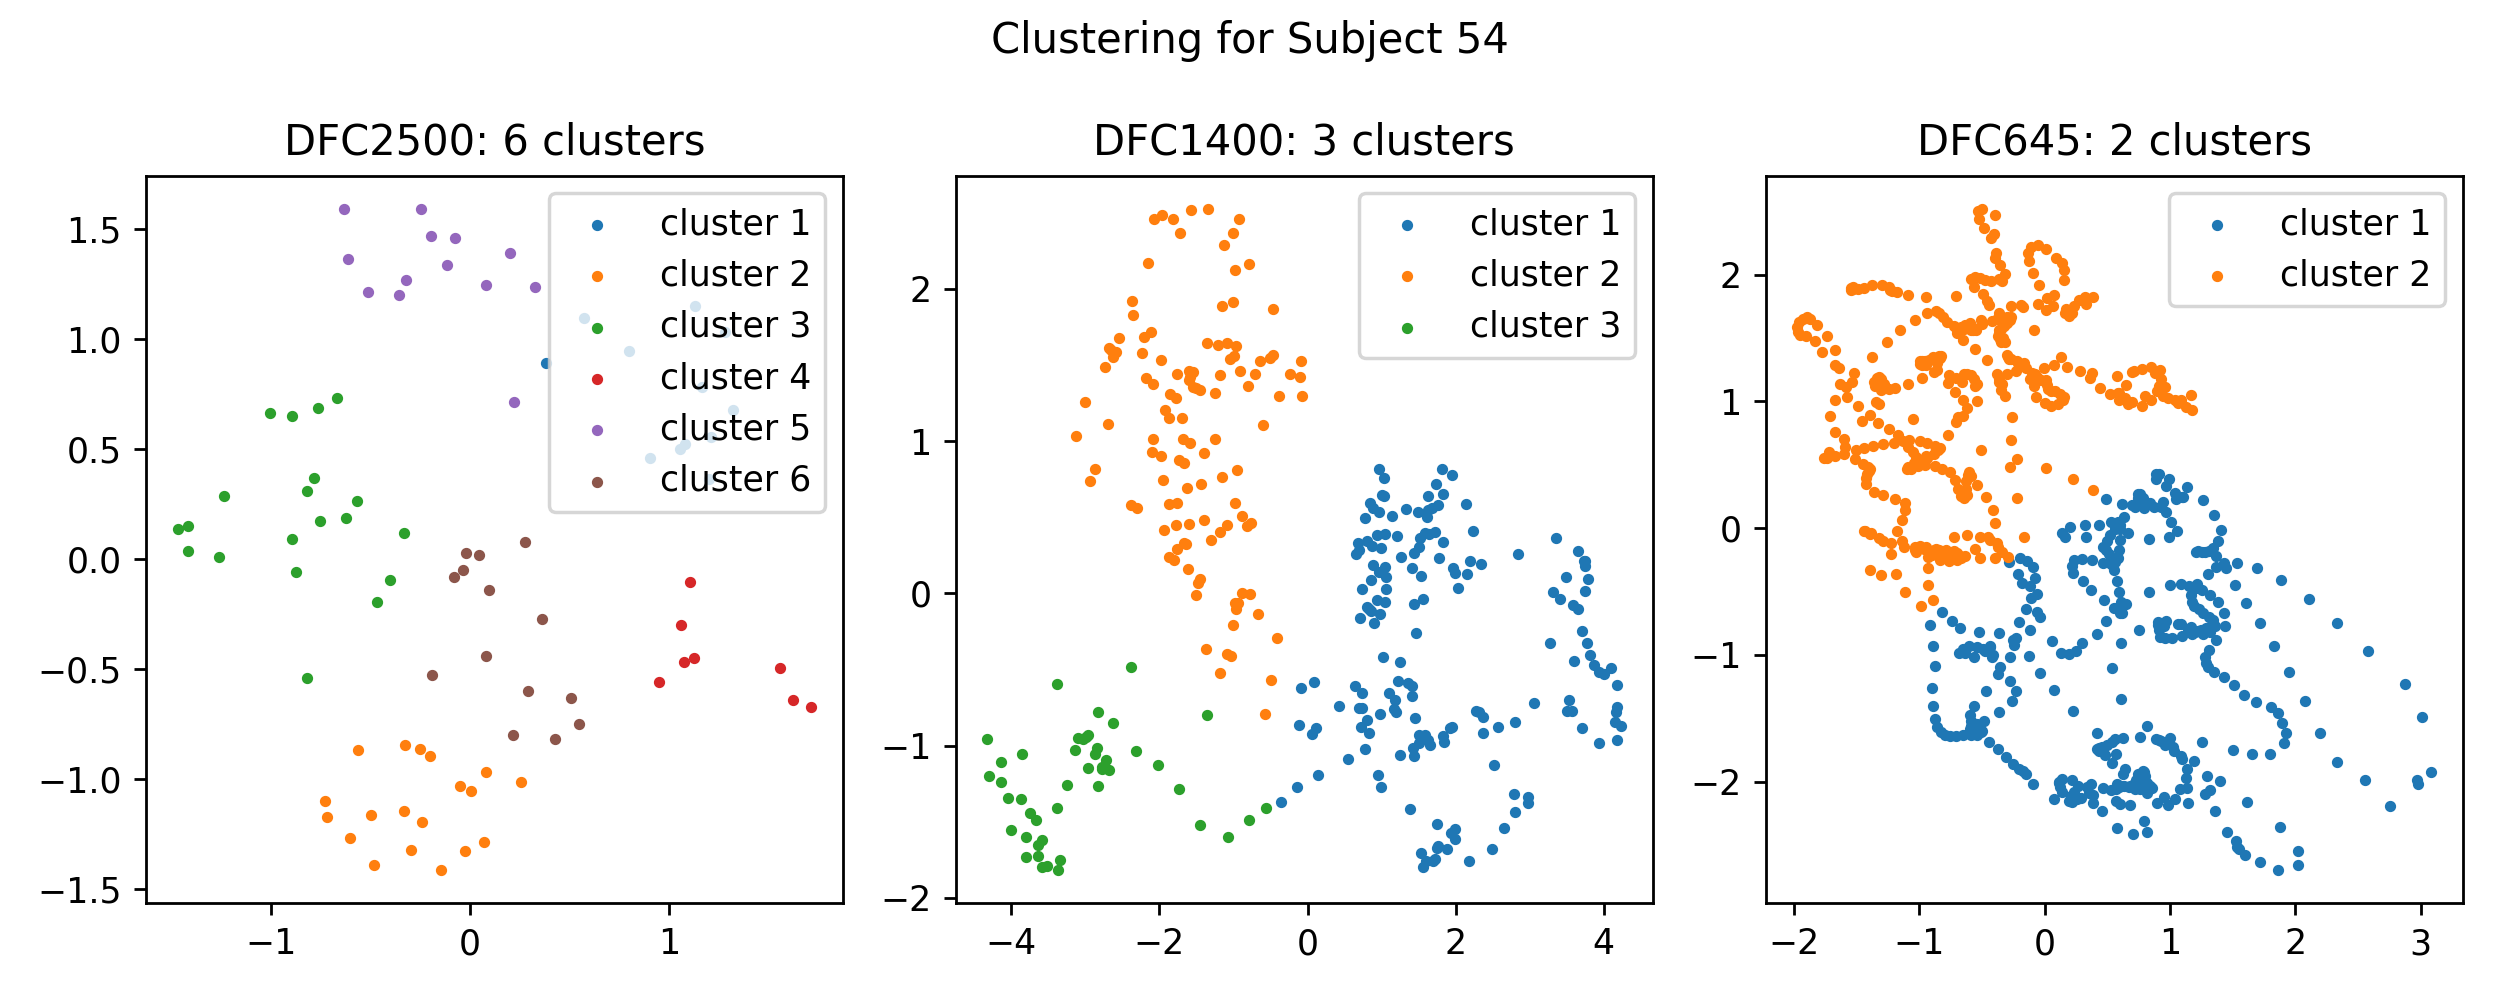 Clustering for Subject 54
DFC2500: 6 clusters
1.5
1.0
0.5
0.0
−0.5
−1.0
−1.5
−1
0
1
cluster 1
cluster 2
cluster 3
cluster 4
cluster 5
cluster 6
DFC1400: 3 clusters
2
1
0
−1
−2
−4
−2
0
2
4
cluster 1
cluster 2
cluster 3
DFC645: 2 clusters
2
1
0
−1
−2
−2
−1
0
1
2
3
cluster 1
cluster 2